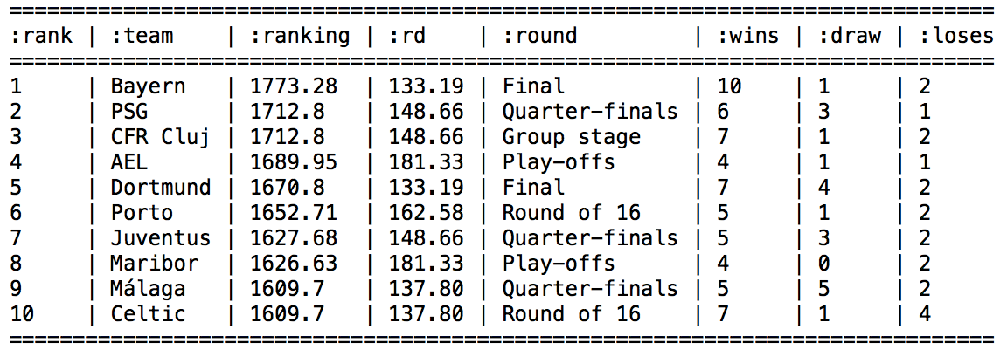 ===============================================================================
:rank | :team    | :ranking | :rd    | :round         | :wins | :draw | :loses
===============================================================================
1     | Bayern   | 1773.28  | 133.19 | Final          | 10    | 1     | 2
2     | PSG      | 1712.8   | 148.66 | Quarter-finals | 6     | 3     | 1
3     | CFR Cluj | 1712.8   | 148.66 | Group stage    | 7     | 1     | 2
4     | AEL      | 1689.95  | 181.33 | Play-offs      | 4     | 1     | 1
5     | Dortmund | 1670.8   | 133.19 | Final          | 7     | 4     | 2
6     | Porto    | 1652.71  | 162.58 | Round of 16    | 5     | 1     | 2
7     | Juventus | 1627.68  | 148.66 | Quarter-finals | 5     | 3     | 2
8     | Maribor  | 1626.63  | 181.33 | Play-offs      | 4     | 0     | 2
9     | Málaga   | 1609.7   | 137.80 | Quarter-finals | 5     | 5     | 2
10    | Celtic   | 1609.7   | 137.80 | Round of 16    | 7     | 1     | 4
===============================================================================